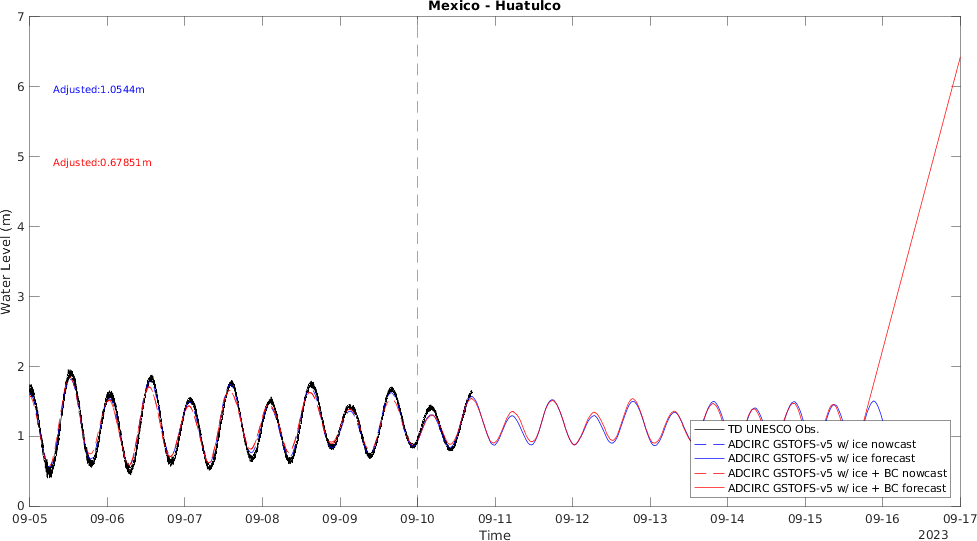 Mexico - Huatulco
7
6
5
4
3
2
1
0
Water Level (m)
Adjusted:1.0544m
Adjusted:0.67851m
TD UNESCO Obs.
ADCIRC GSTOFS-v5 w/ ice nowcast
ADCIRC GSTOFS-v5 w/ ice forecast
ADCIRC GSTOFS-v5 w/ ice + BC nowcast
ADCIRC GSTOFS-v5 w/ ice + BC forecast
09-05 09-06 09-07 09-08 09-09 09-10 09-11 09-12 09-13 09-14 09-15 09-16 09-17
Time
2023